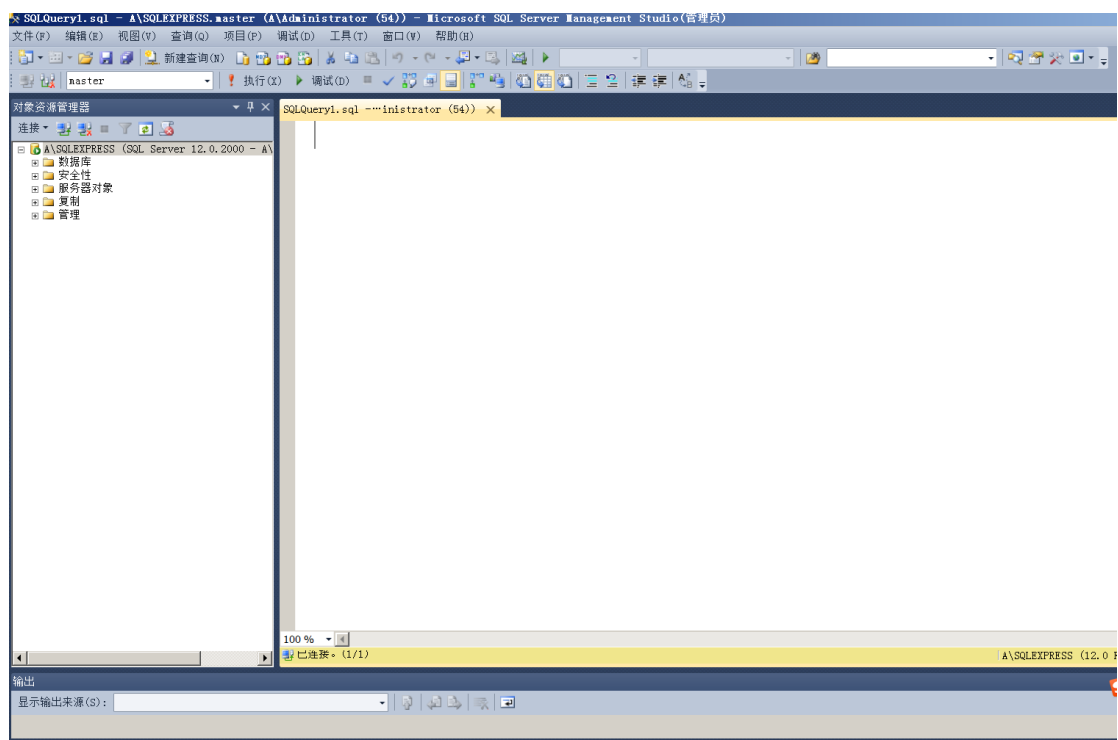 SQLQuery1.sql - A\SQLEXPRESS.master (A\Administrator (54)) - Microsoft SQL Server Management Studio(管理员)
文件(F) 编辑(E) 视图(V) 查询(Q) 项目(P) 调试(D) 工具(T) 窗口(W) 帮助(H)
新建查询(N)
master 执行(X) 调试(D)
对象资源管理器
SQLQuery1.sql -...inistrator (54))
连接
A\SQLEXPRESS (SQL Server 12.0.2000 - A\
数据库
安全性
服务器对象
复制
管理
100 %
已连接。(1/1)
A\SQLEXPRESS (12.0 R
输出
显示输出来源(S):